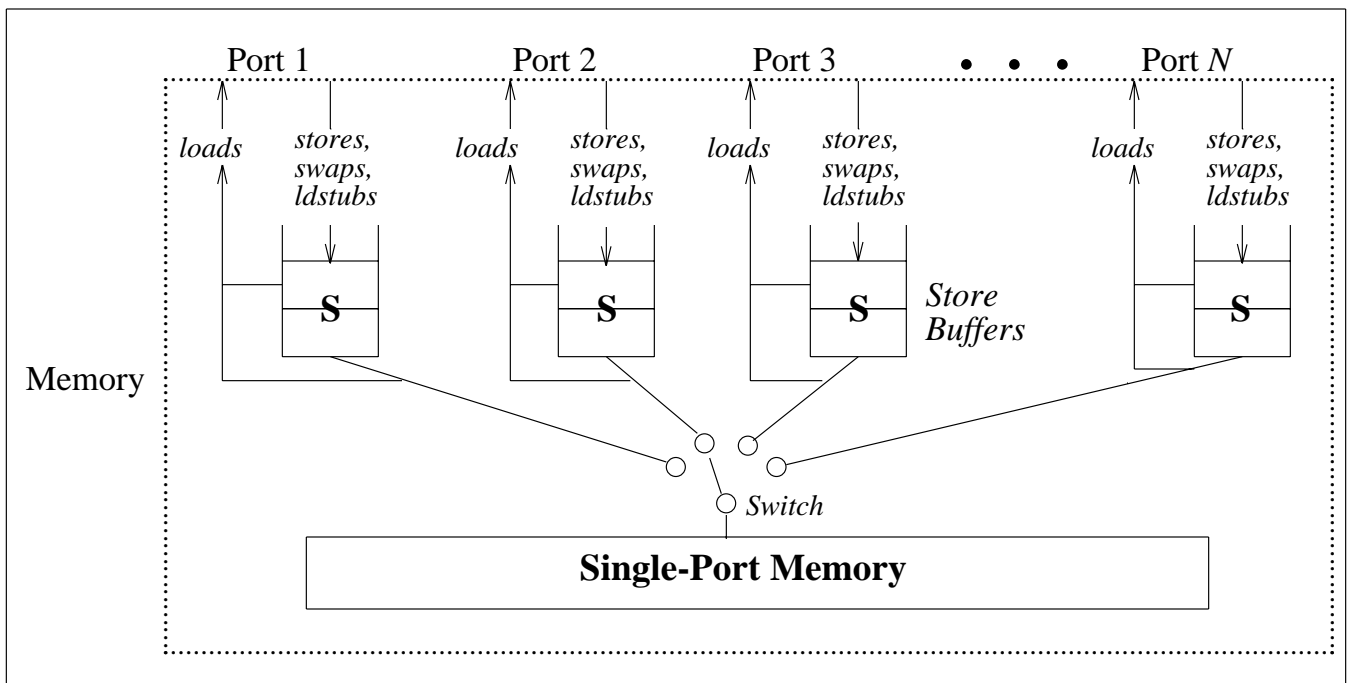 Port 1 Port 2 Port 3 • • • Port N
loads stores, loads stores, loads stores, loads stores,
swaps, swaps, swaps, swaps,
ldstubs ldstubs ldstubs ldstubs
S S S Store S
Buffers
Memory
Switch
Single-Port Memory